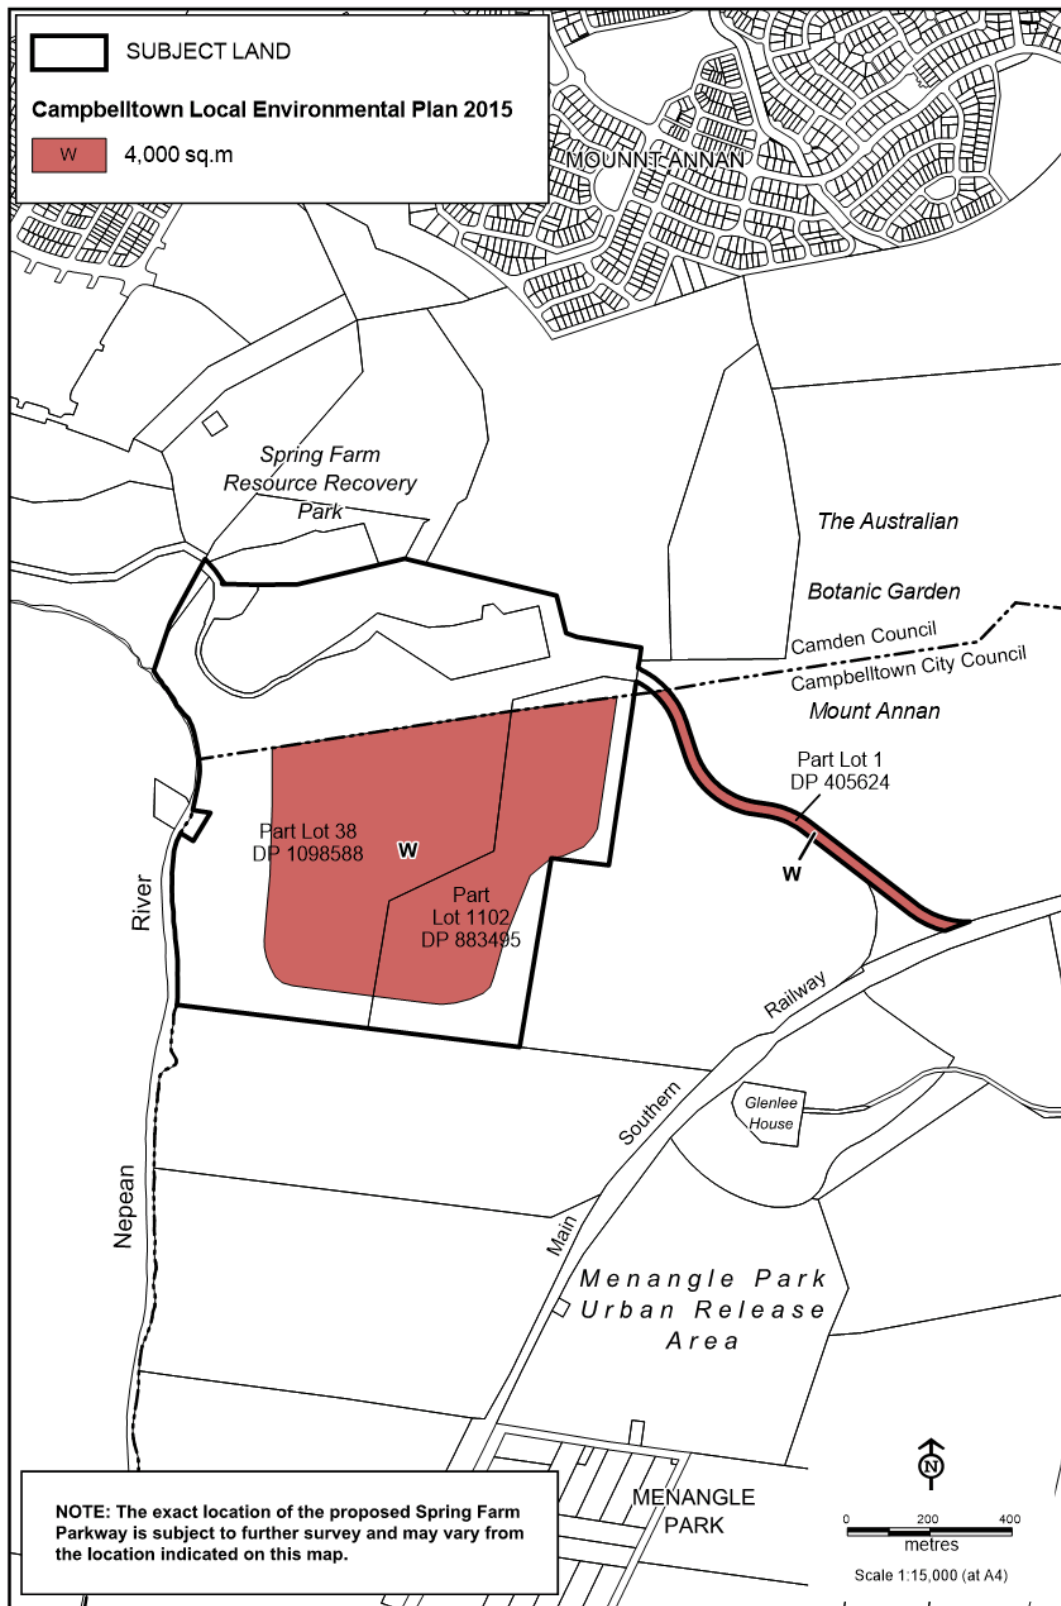 SUBJECT LAND
Campbelltown Local Environmental Plan 2015
W
4,000 sq.m
MOUNNT ANNAN
Spring Farm
Resource Recovery
Park
The Australian
Botanic Garden
Camden Council
Campbelltown City Council
Mount Annan
Part Lot 1
DP 405624
W
Part Lot 38
DP 1098588
W
Part
Lot 1102
DP 883495
River
Nepean
Railway
Southern
Main
Glenlee
House
Menangle Park
Urban Release
Area
MENANGLE
PARK
NOTE: The exact location of the proposed Spring Farm
Parkway is subject to further survey and may vary from
the location indicated on this map.
N
0 200 400
metres
Scale 1:15,000 (at A4)